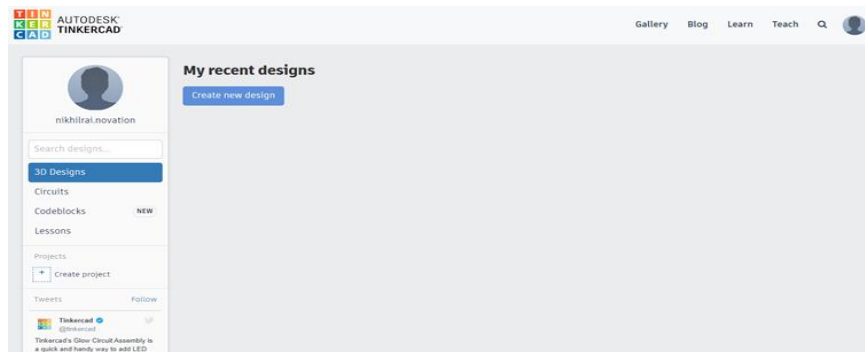 TIN
KER
CAD
AUTODESK®
TINKERCAD®
Gallery Blog Learn Teach
nikhilrai.novation
Search designs...
3D Designs
Circuits
Codeblocks NEW
Lessons
Projects
+ Create project
Tweets Follow
Tinkercad
@tinkercad
Tinkercad's Glow Circuit Assembly is
a quick and handy way to add LED
My recent designs
Create new design